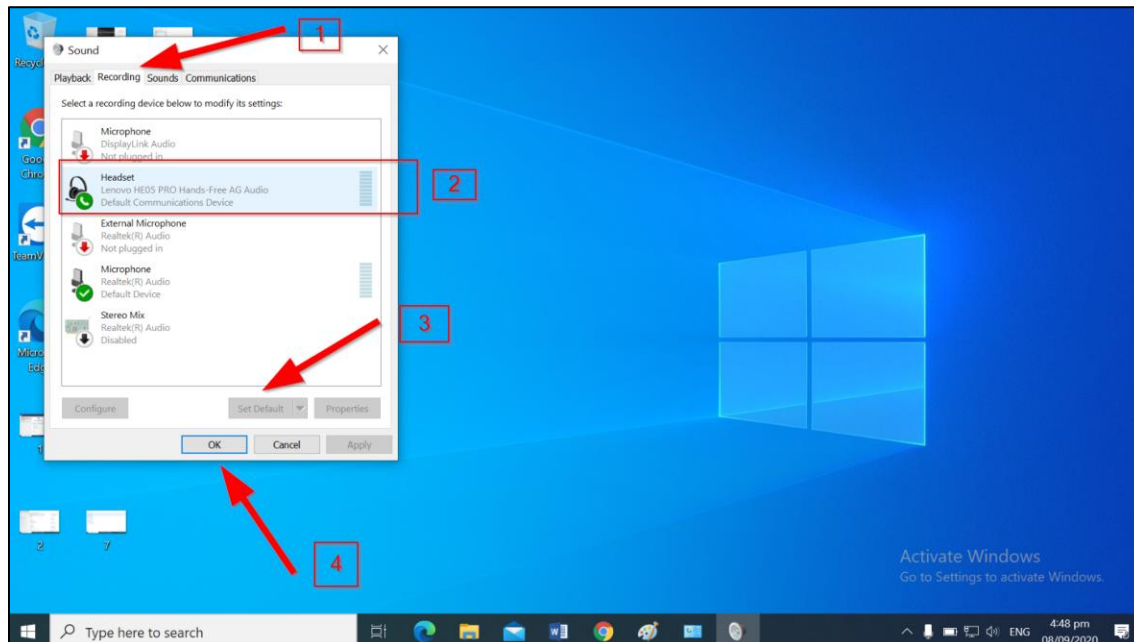 1
Sound
Playback Recording Sounds Communications
Select a recording device below to modify its settings:
Microphone
DisplayLink Audio
Not plugged in
Headset
Lenovo HE05 PRO Hands-Free AG Audio
Default Communications Device
2
External Microphone
Realtek(R) Audio
Not plugged in
Microphone
Realtek(R) Audio
Default Device
Stereo Mix
Realtek(R) Audio
Disabled
3
Configure
Set Default
Properties
OK
Cancel
Apply
4
2
7
Activate Windows
Go to Settings to activate Windows.
Type here to search
ENG
4:48 pm
08/09/2020